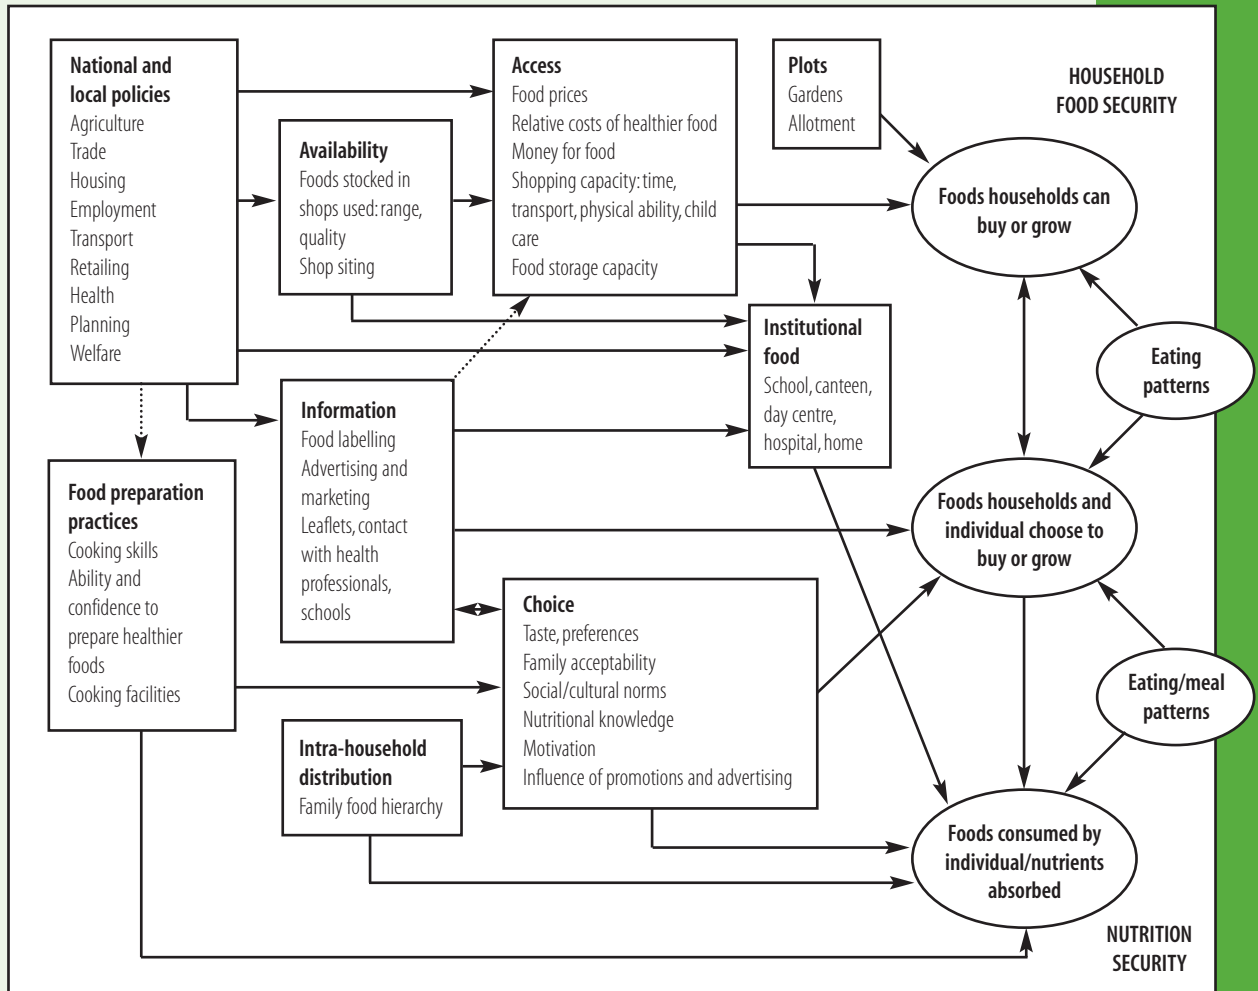 National and
local policies
Agriculture
Trade
Housing
Employment
Transport
Retailing
Health
Planning
Welfare
Availability
Foods stocked in
shops used: range,
quality
Shop siting
Access
Food prices
Relative costs of healthier food
Money for food
Shopping capacity: time,
transport, physical ability, child
care
Food storage capacity
Plots
Gardens
Allotment
HOUSEHOLD
FOOD SECURITY
Foods households can
buy or grow
Institutional
food
School, canteen,
day centre,
hospital, home
Eating
patterns
Information
Food labelling
Advertising and
marketing
Leaflets, contact
with health
professionals,
schools
Food preparation
practices
Cooking skills
Ability and
confidence to
prepare healthier
foods
Cooking facilities
Foods households and
individual choose to
buy or grow
Choice
Taste, preferences
Family acceptability
Social/cultural norms
Nutritional knowledge
Motivation
Influence of promotions and advertising
Eating/meal
patterns
Intra-household
distribution
Family food hierarchy
Foods consumed by
individual/nutrients
absorbed
NUTRITION
SECURITY